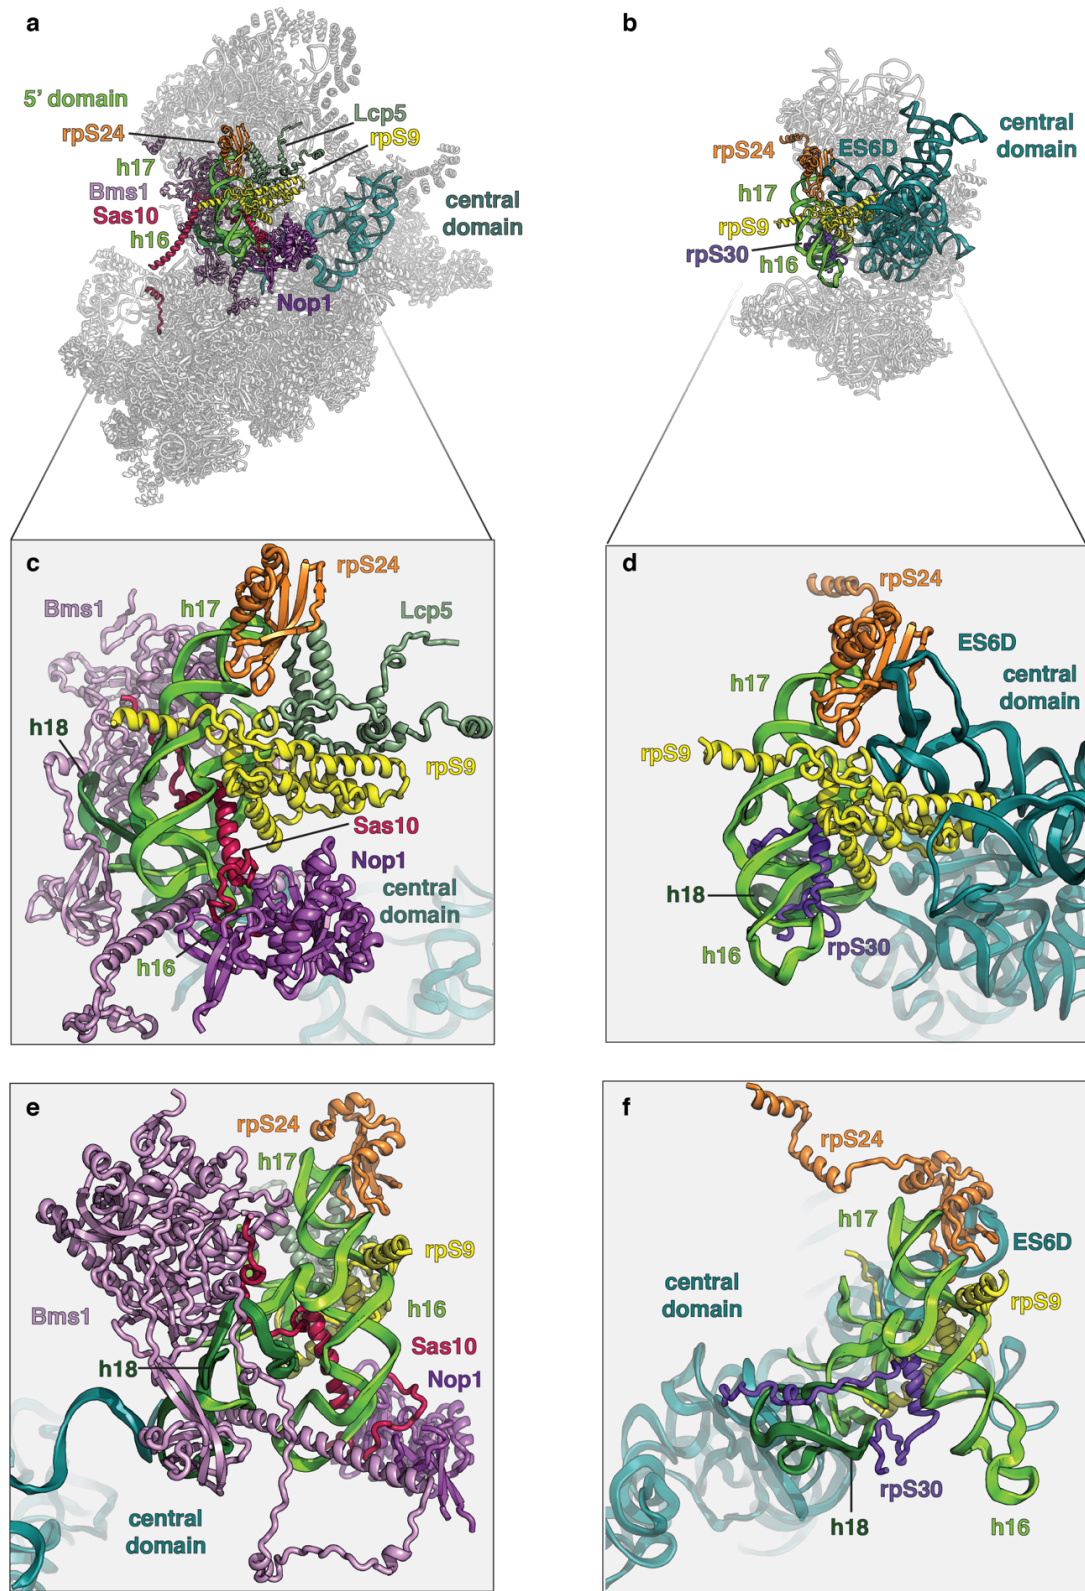 a
5’ domain
rpS24
Lcp5
rpS9
h17
Bms1
Sas10
h16
central
domain
Nop1
b
central
domain
rpS24
ES6D
h17
rpS9
rpS30
h16
c
rpS24
Bms1
h17
Lcp5
h18
rpS9
Sas10
Nop1
central
domain
h16
d
rpS24
ES6D
central
domain
h17
rpS9
h18
rpS30
h16
e
rpS24
h17
rpS9
Bms1
h16
Sas10
h18
Nop1
central
domain
f
rpS24
h17
ES6D
central
domain
rpS9
rpS30
h18
h16